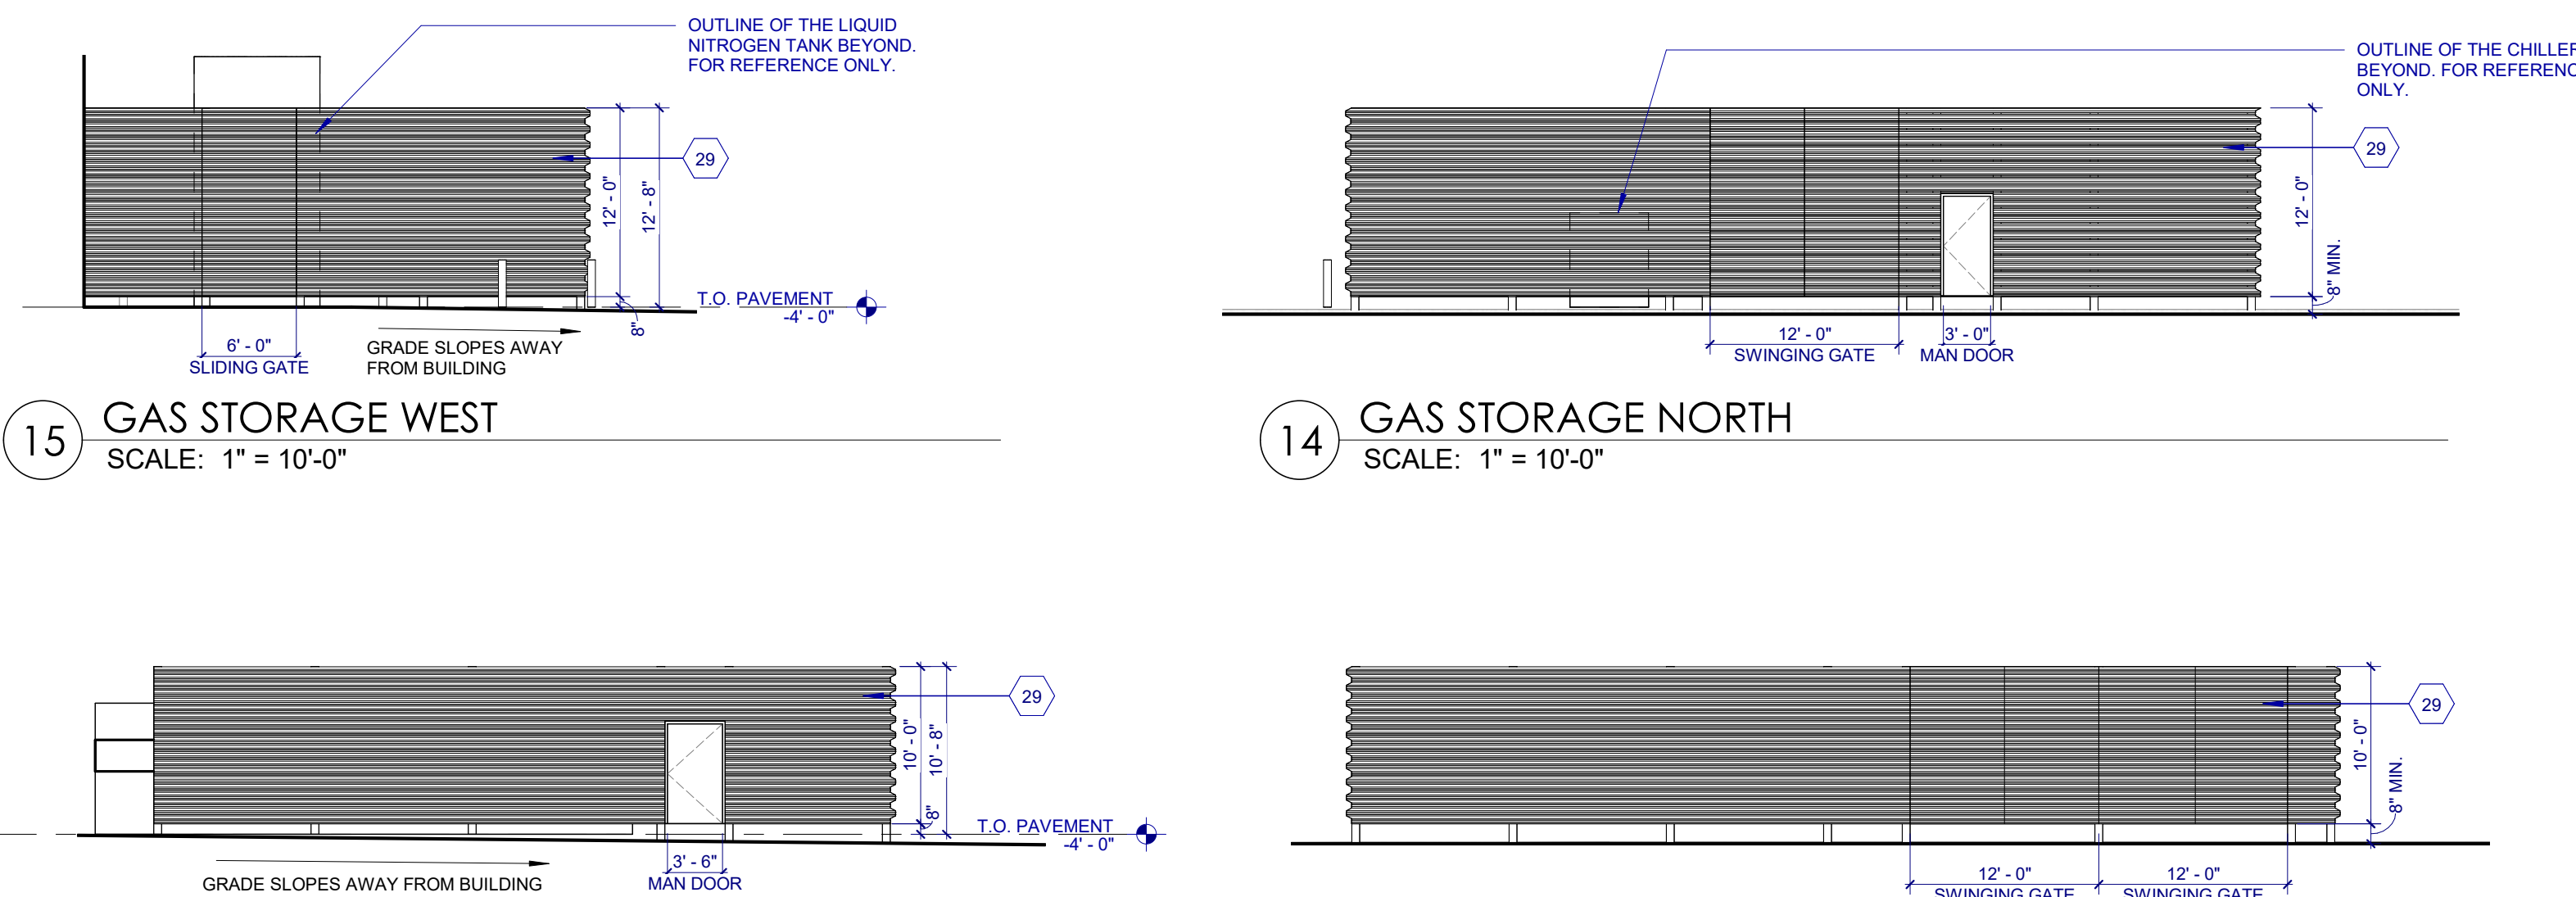 OUTLINE OF THE LIQUID
NITROGEN TANK BEYOND.
FOR REFERENCE ONLY.
29
12' - 0"
12' - 8"
T.O. PAVEMENT
-4' - 0"
8"
6' - 0"
SLIDING GATE
GRADE SLOPES AWAY
FROM BUILDING
15
GAS STORAGE WEST
SCALE: 1" = 10'-0"
OUTLINE OF THE CHILLER
BEYOND. FOR REFERENC
ONLY.
29
12' - 0"
8" MIN.
12' - 0"
SWINGING GATE
3' - 0"
MAN DOOR
14
GAS STORAGE NORTH
SCALE: 1" = 10'-0"
29
10' - 0"
10' - 8"
8"
T.O. PAVEMENT
-4' - 0"
3' - 6"
MAN DOOR
GRADE SLOPES AWAY FROM BUILDING
29
10' - 0"
8" MIN.
12' - 0"
SWINGING GATE
12' - 0"
SWINGING GATE